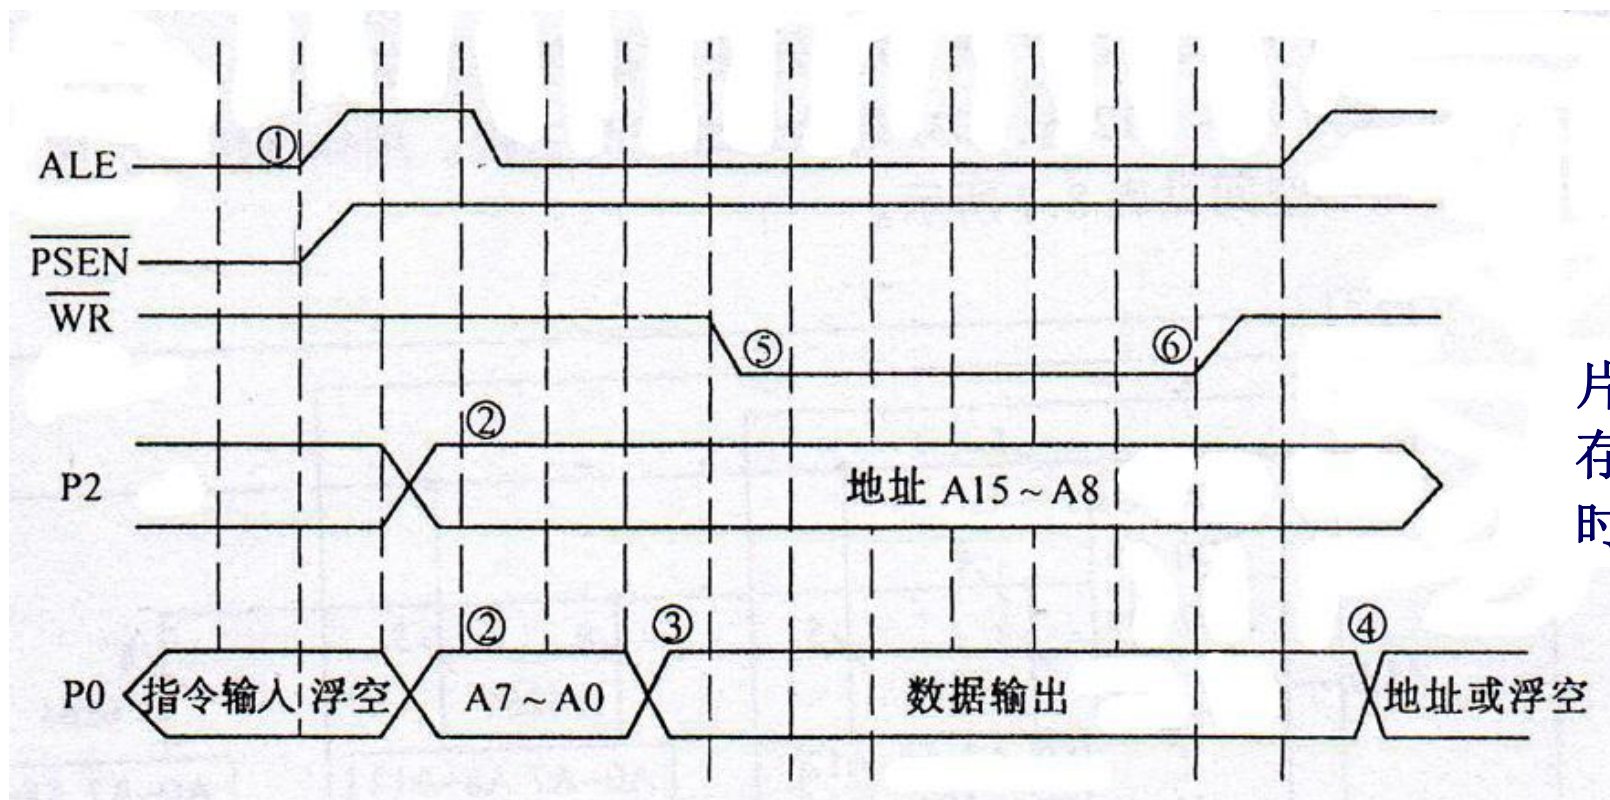 ①
ALE
PSEN
WR
⑤
⑥
片
存
时
②
P2
地址 A15~A8
②
③
④
P0
指令输入
浮空
A7~A0
数据输出
地址或浮空